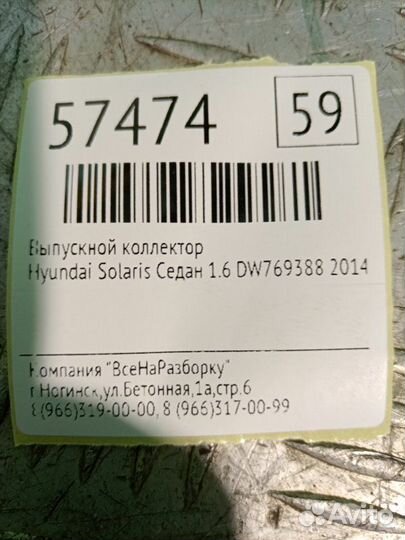 57474 59
Выпускной коллектор
Hyundai Solaris Седан 1.6 DW769388 2014
Компания "ВсеНаРазборку"
г.Ногинск,ул.Бетонная,1а,стр.6
8 (966)319-00-00, 8 (966)317-00-99
Avito